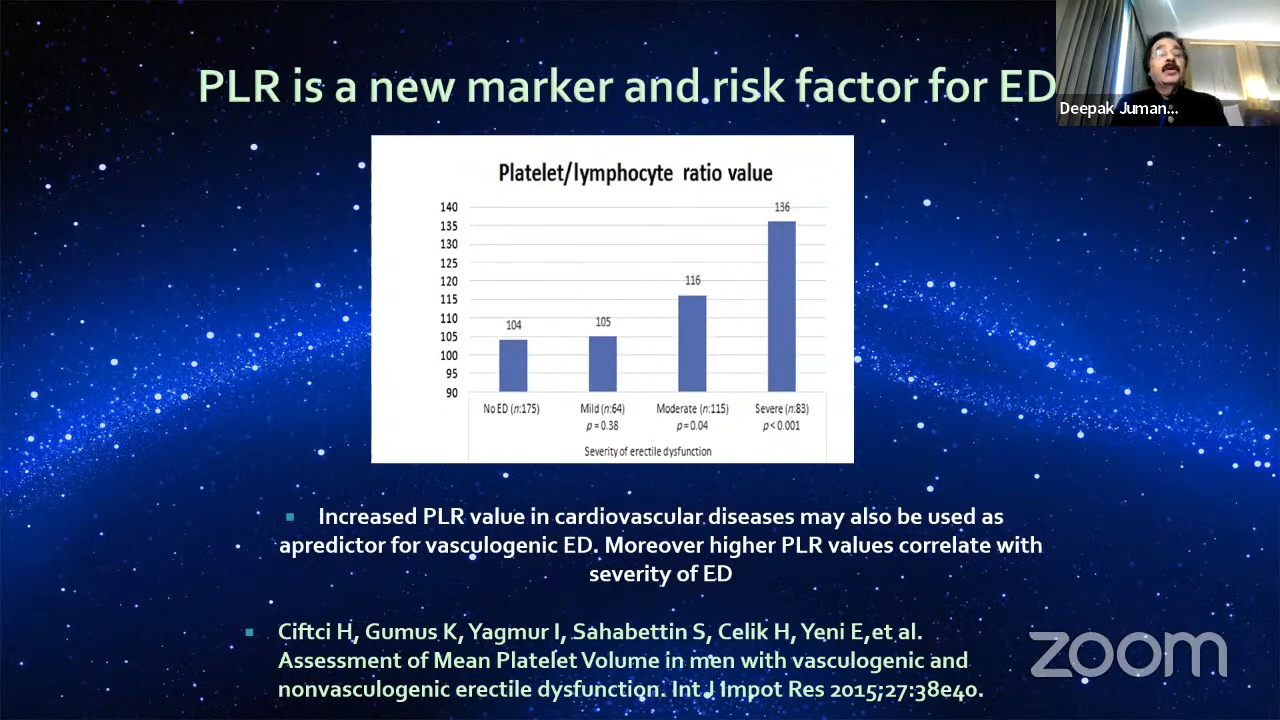 PLR is a new marker and risk factor for ED
Deepak Juman...
Platelet/lymphocyte ratio value
140
135
130
125
120
115
110
105
100
95
90
104
105
116
136
No ED (n:175)
Mild (n:64)
Moderate (n:115)
Severe (n:83)
p = 0.38
p = 0.04
p < 0.001
Severity of erectile dysfunction
Increased PLR value in cardiovascular diseases may also be used as
apredictor for vasculogenic ED. Moreover higher PLR values correlate with
severity of ED
Ciftci H, Gumus K, Yagmur I, Sahabettin S, Celik H, Yeni E,et al.
Assessment of Mean Platelet Volume in men with vasculogenic and
nonvasculogenic erectile dysfunction. Int J Impot Res 2015;27:38e40.
zoom